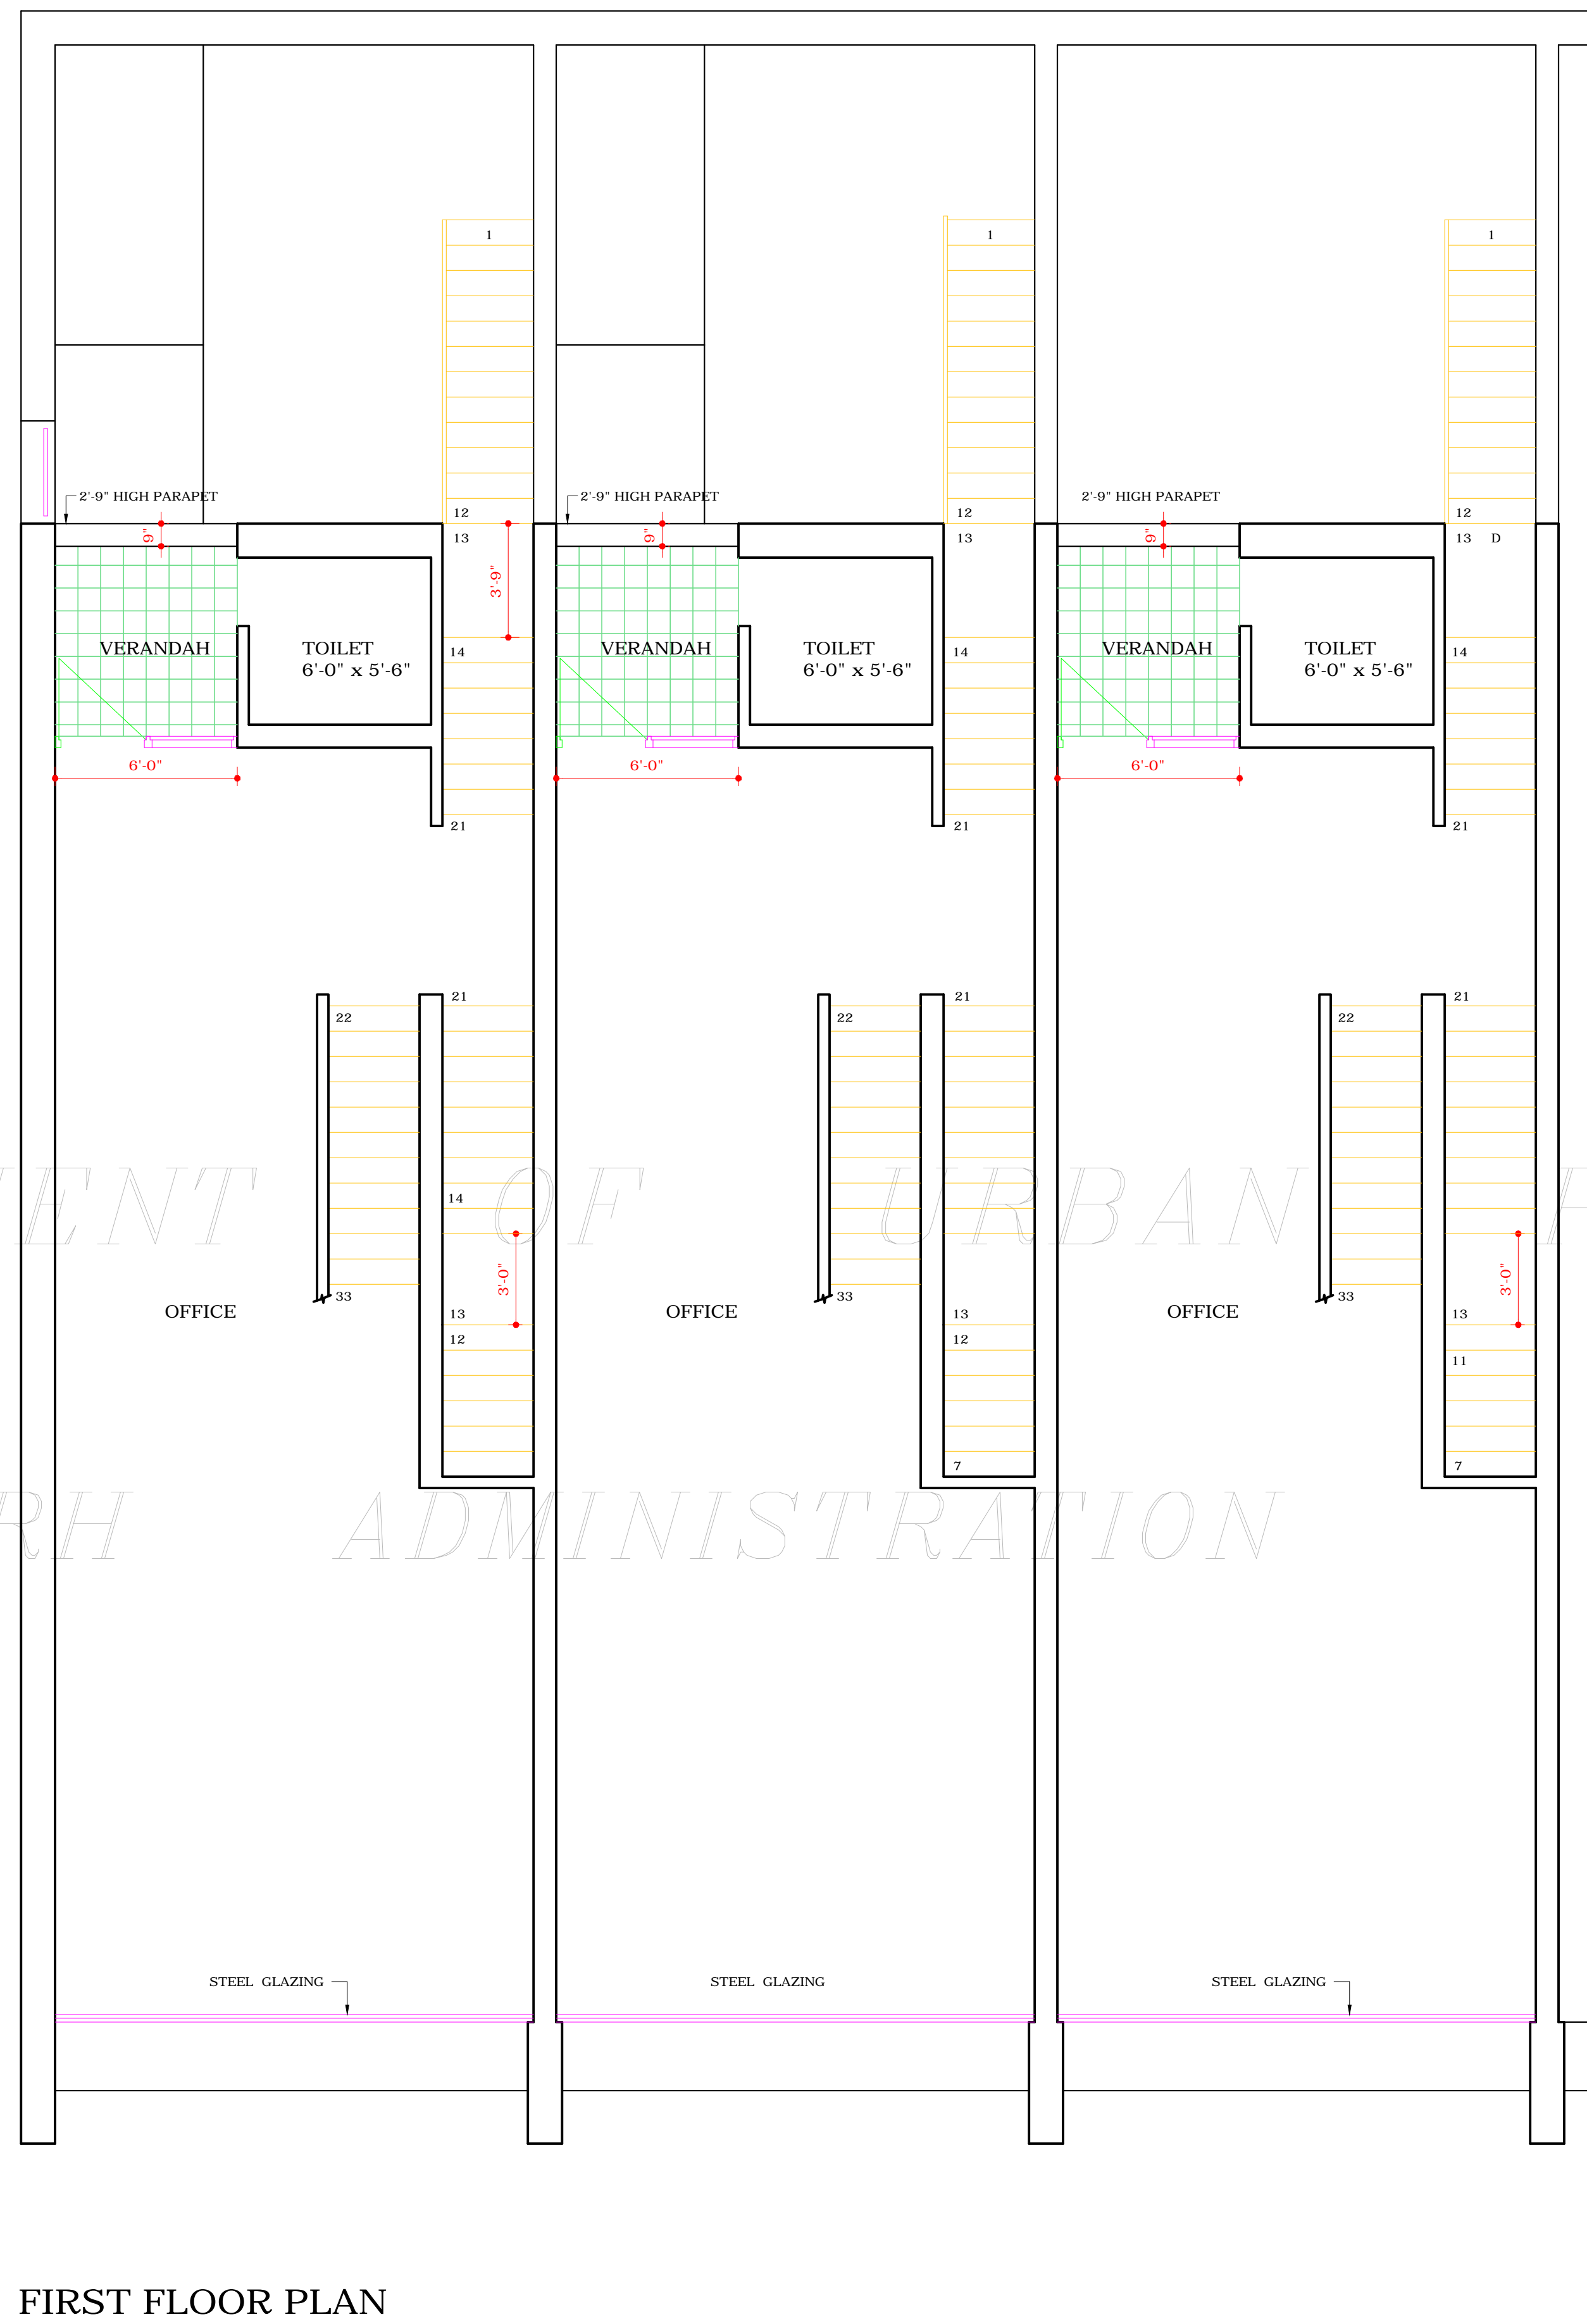 1 1 1
2'-9" HIGH PARAPET 2'-9" HIGH PARAPET 2'-9" HIGH PARAPET
12 12 12
9" 9" 9"
13 13 13 D
3'-9"
VERANDAH TOILET VERANDAH TOILET VERANDAH TOILET
14 14 14
6'-0" x 5'-6" 6'-0" x 5'-6" 6'-0" x 5'-6"
6'-0" 6'-0" 6'-0"
21 21 21
21 21 21
22 22 22
14
ENT OF URBAN
3'-0" 3'-0"
33 33 33
OFFICE OFFICE OFFICE
13 13 13
12 12
11
7 7
RH ADMINISTRATION
STEEL GLAZING STEEL GLAZING STEEL GLAZING
FIRST FLOOR PLAN